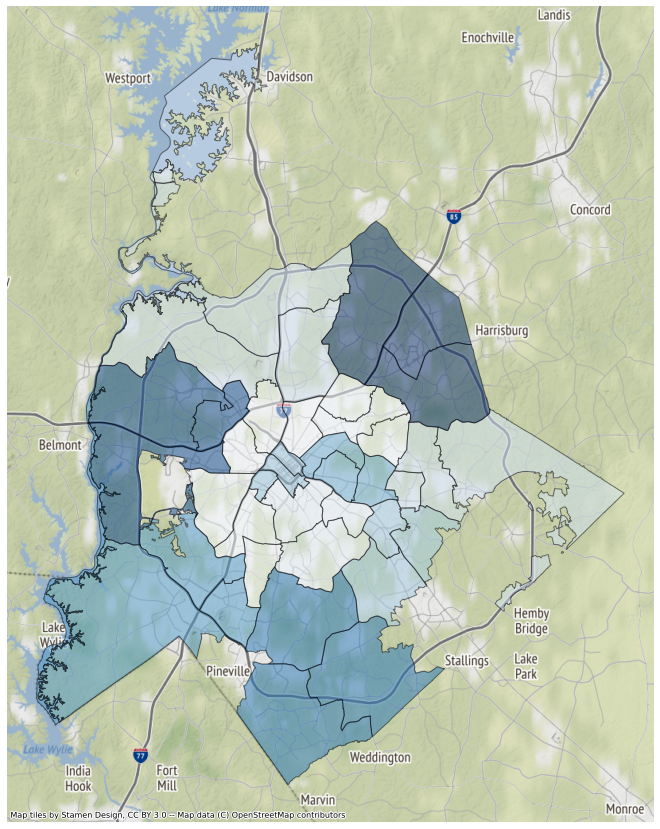 Lake Norman
Landis
Enochville
Westport
Davidson
85
Concord
Harrisburg
Belmont
Hemby
Bridge
Lake
Wylie
Stallings
Lake
Park
Pineville
Lake Wylie
Weddington
77
India
Hook
Fort
Mill
Marvin
Monroe
Map tiles by Stamen Design, CC BY 3.0 -- Map data (C) OpenStreetMap contributors